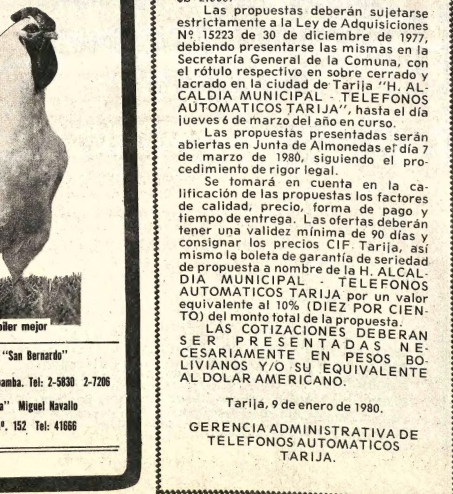 piler mejor
"San Bernardo"
bamba. Tel: 2-5830 2-7206
a" Miguel Navallo
Nº. 152 Tel: 41666
Las propuestas deberán sujetarse
estrictamente a la Ley de Adquisiciones
Nº 15223 de 30 de diciembre de 1977,
debiendo presentarse las mismas en la
Secretaría General de la Comuna, con
el rótulo respectivo en sobre cerrado y
lacrado en la ciudad de Tarija "H. AL-
CALDIA MUNICIPAL - TELEFONOS
AUTOMATICOS TARIJA", hasta el día
jueves 6 de marzo del año en curso.
Las propuestas presentadas serán
abiertas en Junta de Almonedas el día 7
de marzo de 1980, siguiendo el pro-
cedimiento de rigor legal.
Se tomará en cuenta en la ca-
lificación de las propuestas los factores
de calidad, precio, forma de pago y
tiempo de entrega. Las ofertas deberán
tener una validez mínima de 90 días y
consignar los precios CIF. Tarija, así
mismo la boleta de garantía de seriedad
de propuesta a nombre de la H. ALCAL-
DIA MUNICIPAL - TELEFONOS
AUTOMATICOS TARIJA por un valor
equivalente al 10% (DIEZ POR CIEN-
TO) del monto total de la propuesta.
LAS COTIZACIONES DEBERAN
SER PRESENTADAS NE-
CESARIAMENTE EN PESOS BO-
LIVIANOS Y/O SU EQUIVALENTE
AL DOLAR AMERICANO.
Tarija, 9 de enero de 1980.
GERENCIA ADMINISTRATIVA DE
TELEFONOS AUTOMATICOS
TARIJA.